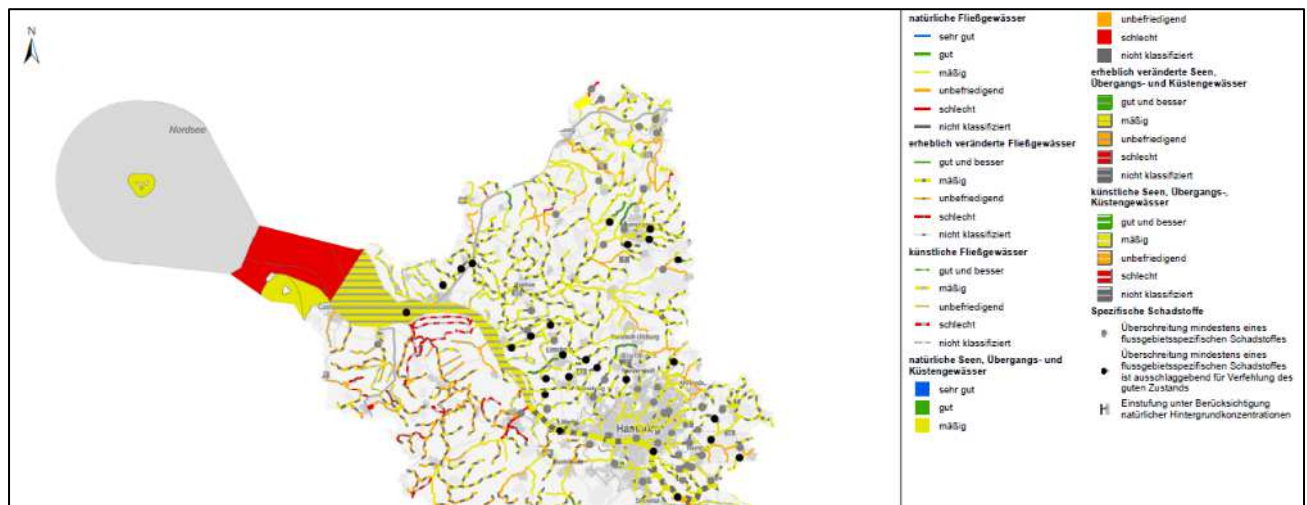 N
Nordsee
natürliche Fließgewässer
sehr gut
gut
mäßig
unbefriedigend
schlecht
nicht klassifiziert
erheblich veränderte Fließgewässer
gut und besser
mäßig
unbefriedigend
schlecht
nicht klassifiziert
künstliche Fließgewässer
gut und besser
mäßig
unbefriedigend
schlecht
nicht klassifiziert
natürliche Seen, Übergangs- und
Küstengewässer
sehr gut
gut
mäßig
unbefriedigend
schlecht
nicht klassifiziert
erheblich veränderte Seen,
Übergangs- und Küstengewässer
gut und besser
mäßig
unbefriedigend
schlecht
nicht klassifiziert
künstliche Seen, Übergangs-,
Küstengewässer
gut und besser
mäßig
unbefriedigend
schlecht
nicht klassifiziert
Spezifische Schadstoffe
Überschreitung mindestens eines
flussgebietsspezifischen Schadstoffes
Überschreitung mindestens eines
flussgebietsspezifischen Schadstoffes
ist ausschlaggebend für Verfehlung des
guten Zustands
H Einstufung unter Berücksichtigung
natürlicher Hintergrundkonzentrationen